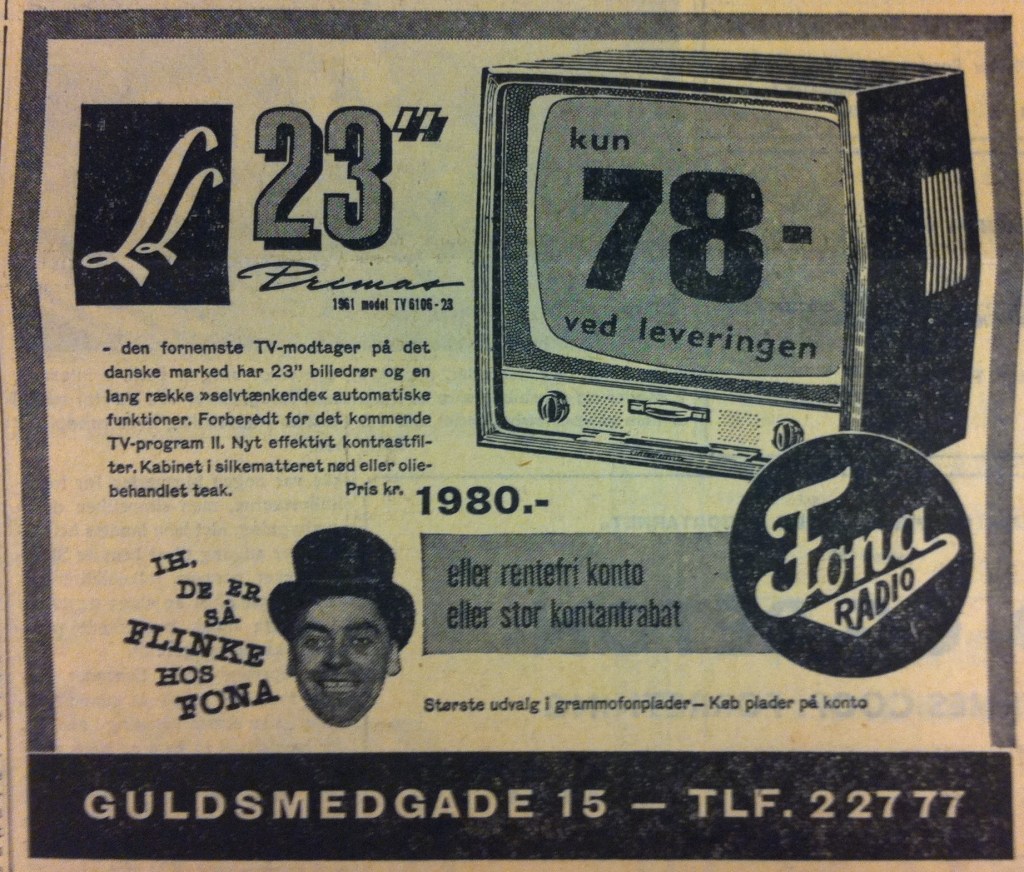 LL
23"
Primas
1961 model TV 6106-23
- den fornemste TV-modtager på det
danske marked har 23" billedrør og en
lang række »selvtænkende« automatiske
funktioner. Forberedt for det kommende
TV-program II. Nyt effektivt kontrastfil-
ter. Kabinet i silkematteret nød eller olie-
behandlet teak.
Pris kr. 1980.-
kun
78-
ved leveringen
eller rentefri konto
eller stor kontantrabat
Fona
RADIO
IH,
DE ER
SÅ
FLINKE
HOS
FONA
Største udvalg i grammofonplader - Køb plader på konto
GULDSMEDGADE 15 — TLF. 2 27 77